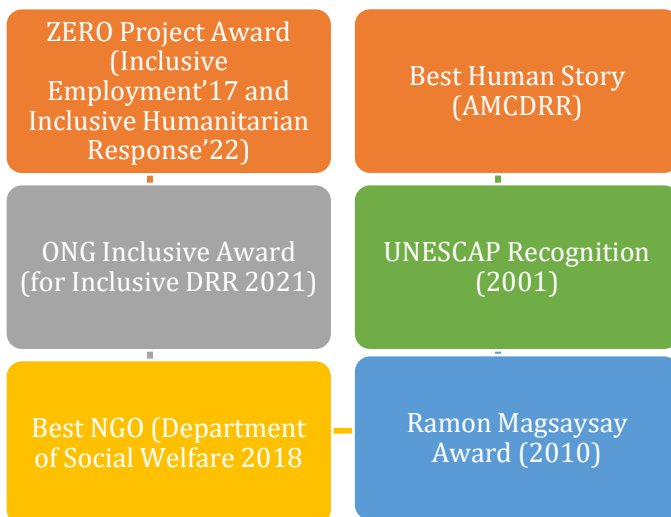 ZERO Project Award
(Inclusive
Employment’17 and
Inclusive Humanitarian
Response’22)
ONG Inclusive Award
(for Inclusive DRR 2021)
Best NGO (Department
of Social Welfare 2018
Ramon Magsaysay
Award (2010)
UNESCAP Recognition
(2001)
Best Human Story
(AMCDRR)